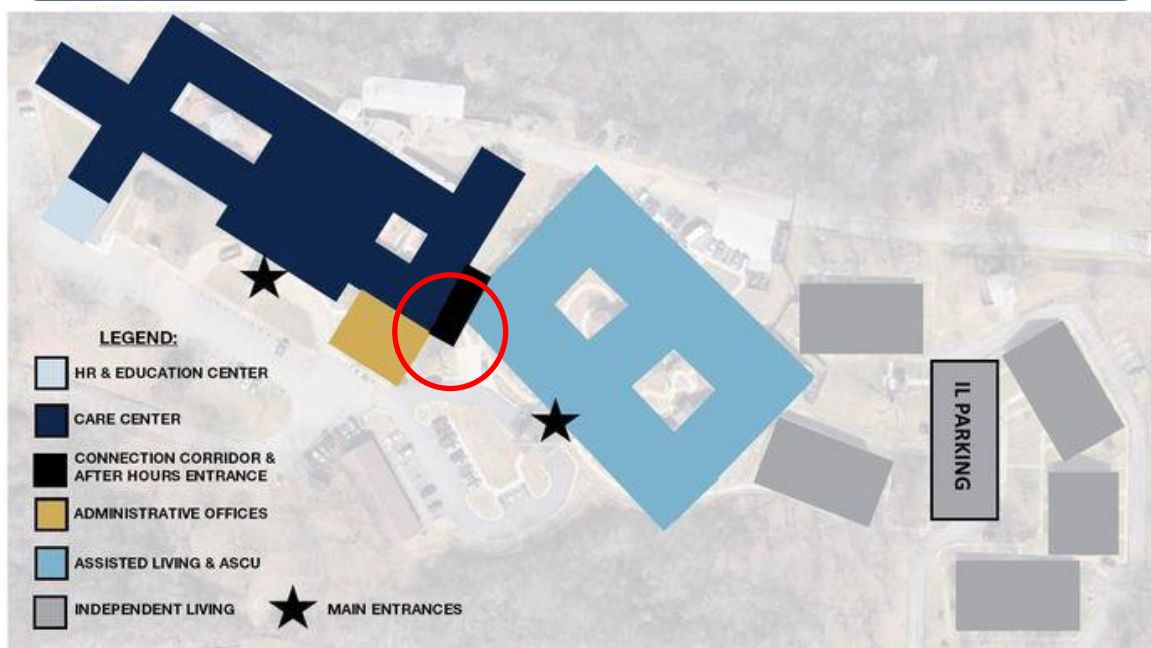 LEGEND:
HR & EDUCATION CENTER
CARE CENTER
CONNECTION CORRIDOR &
AFTER HOURS ENTRANCE
ADMINISTRATIVE OFFICES
ASSISTED LIVING & ASCU
INDEPENDENT LIVING
MAIN ENTRANCES
IL PARKING